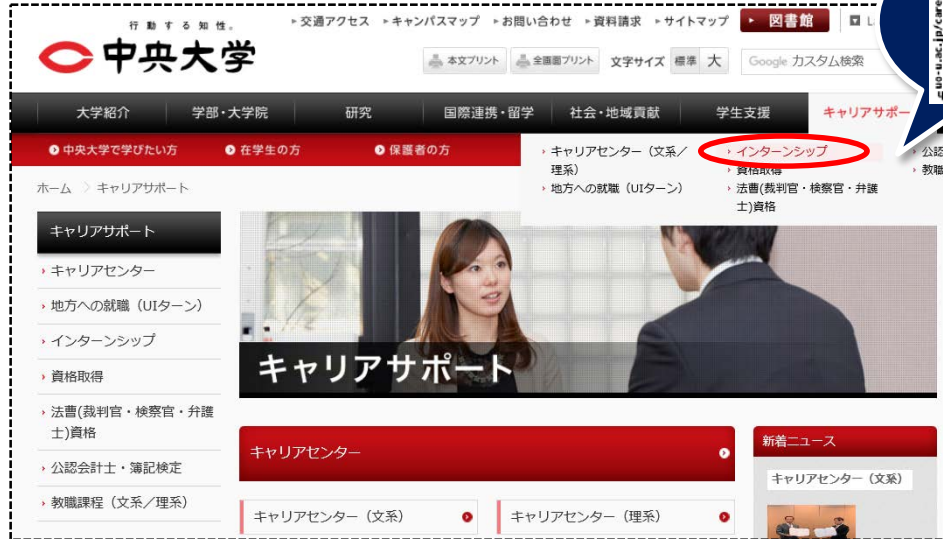 行動する知性。
中央大学
交通アクセス キャンパスマップ お問い合わせ 資料請求 サイトマップ 図書館
本文プリント 全画面プリント 文字サイズ 標準 大 Google カスタム検索
大学紹介 学部・大学院 研究 国際連携・留学 社会・地域貢献 学生支援 キャリアサポー
中央大学で学びたい方 在学生の方 保護者の方
キャリアセンター（文系／
理系）
地方への就職（UIターン）
インターンシップ
資格取得
法曹(裁判官・検察官・弁護
士)資格
公認
教職
ホーム 〉 キャリアサポート
キャリアサポート
キャリアセンター
地方への就職（UIターン）
インターンシップ
資格取得
法曹(裁判官・検察官・弁護
士)資格
公認会計士・簿記検定
教職課程（文系／理系）
キャリアサポート
キャリアセンター
キャリアセンター（文系） キャリアセンター（理系）
新着ニュース
キャリアセンター（文系）
uo-u.ac.jp/care